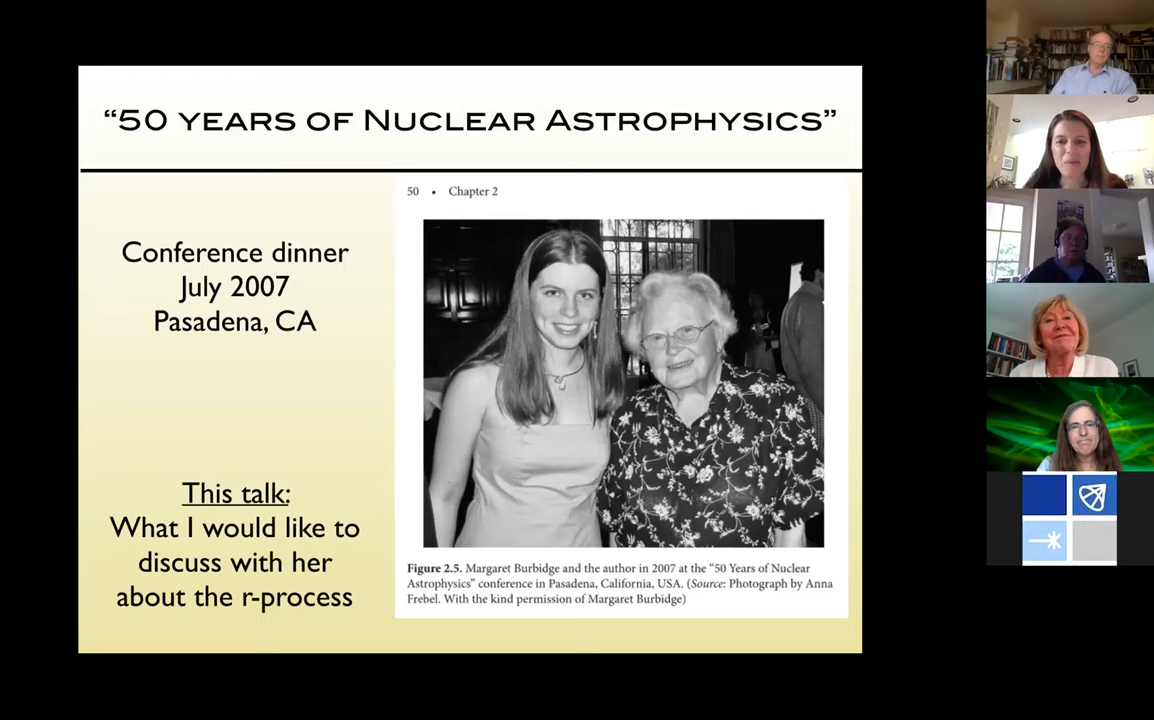 “50 YEARS OF NUCLEAR ASTROPHYSICS”
50 • Chapter 2
Conference dinner
July 2007
Pasadena, CA
This talk:
What I would like to
discuss with her
about the r-process
Figure 2.5. Margaret Burbidge and the author in 2007 at the “50 Years of Nuclear
Astrophysics” conference in Pasadena, California, USA. (Source: Photograph by Anna
Frebel. With the kind permission of Margaret Burbidge)